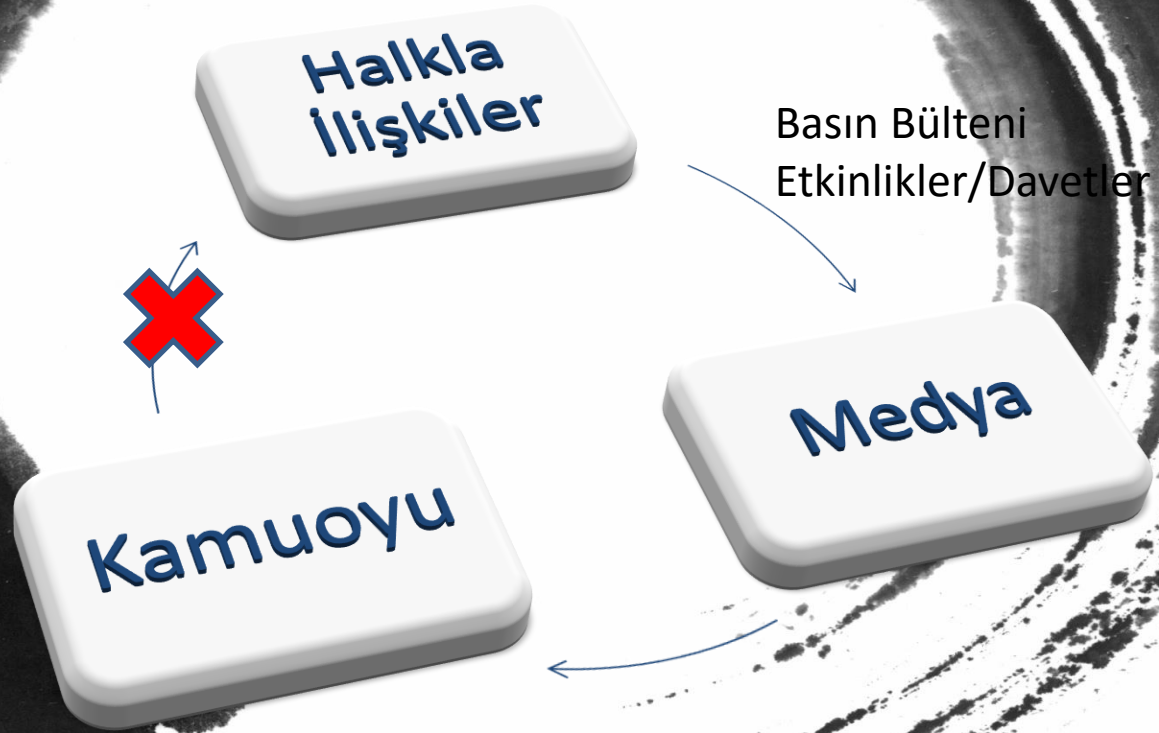 Halkla
İlişkiler
Basın Bülteni
Etkinlikler/Davetler
Medya
Kamuoyu